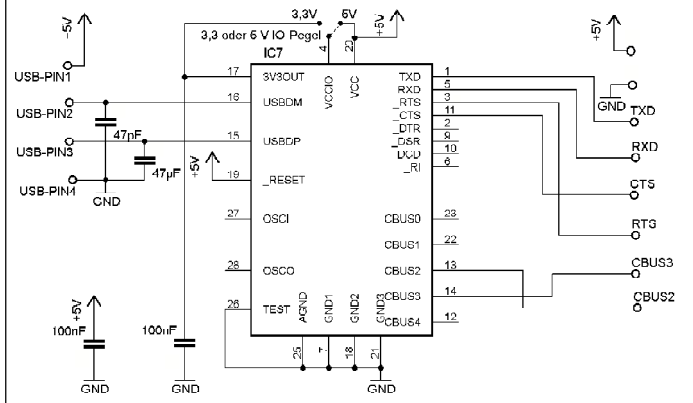 3,3V
5V
+5V
3,3 oder 5 V IO Pegel
IC7
4
20
VCCIO
VCC
17
3V3OUT
TXD
1
16
USBDM
RXD
5
_RTS
3
_CTS
11
_DTR
2
15
USBDP
_DSR
9
_DCD
10
_RI
6
19
_RESET
27
OSCI
CBUS0
23
CBUS1
22
28
OSCO
CBUS2
13
CBUS3
14
26
TEST
CBUS4
12
AGND
GND1
GND2
GND3
25
7
18
21
GND
USB-PIN1
USB-PIN2
USB-PIN3
USB-PIN4
47pF
GND
+5V
+5V
100nF
GND
100nF
GND
+5V
GND
TXD
RXD
CTS
RTS
CBUS3
CBUS2